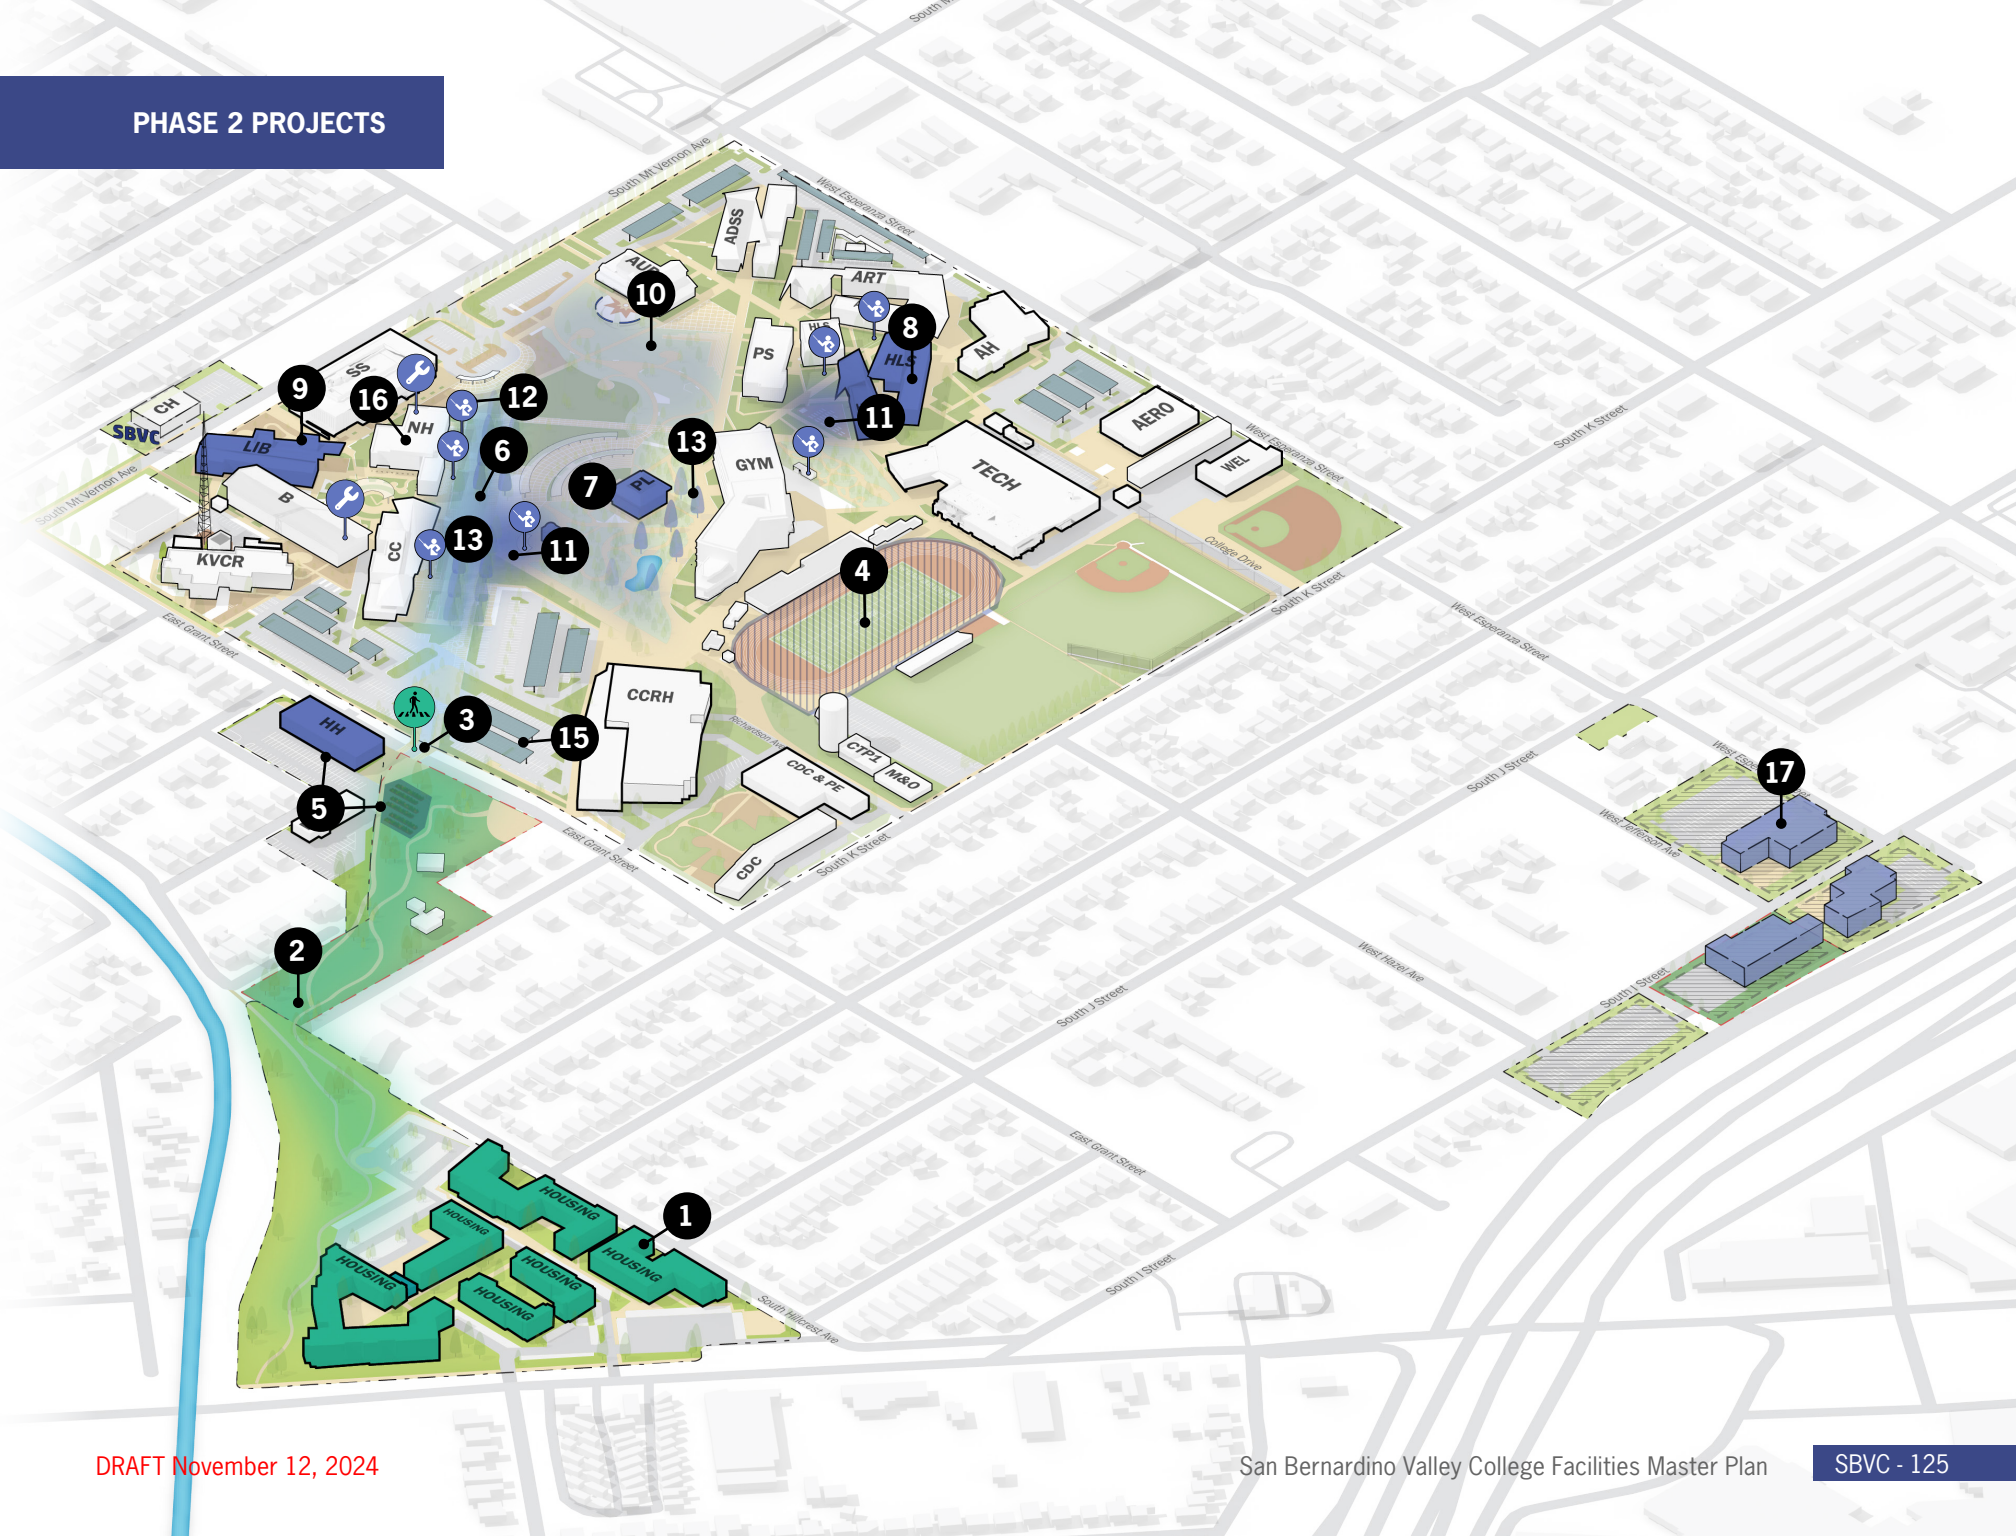 PHASE 2 PROJECTS
South Mt Vernon Ave
West Esperanza Street
ADSS
AUD
10
ART
HLS
8
HLS
PS
AH
SS
9
16
12
CH
SBVC
NH
LIB
6
13
11
GYM
AERO
South K Street
West Esperanza Street
WEL
TECH
7
PL
B
South Mt Vernon Ave
13
11
CC
KVCR
4
College Drive
South K Street
East Grant Street
West Esperanza Street
CCRH
HH
3
15
Richardson Ave
CTP1
M&O
CDC & PE
5
East Grant Street
CDC
South K Street
South J Street
17
West Jefferson Ave
2
West Hazel Ave
South J Street
South I Street
East Grant Street
HOUSING
HOUSING
1
HOUSING
HOUSING
HOUSING
HOUSING
South I Street
South Hillcrest Ave
DRAFT November 12, 2024
San Bernardino Valley College Facilities Master Plan
SBVC - 125